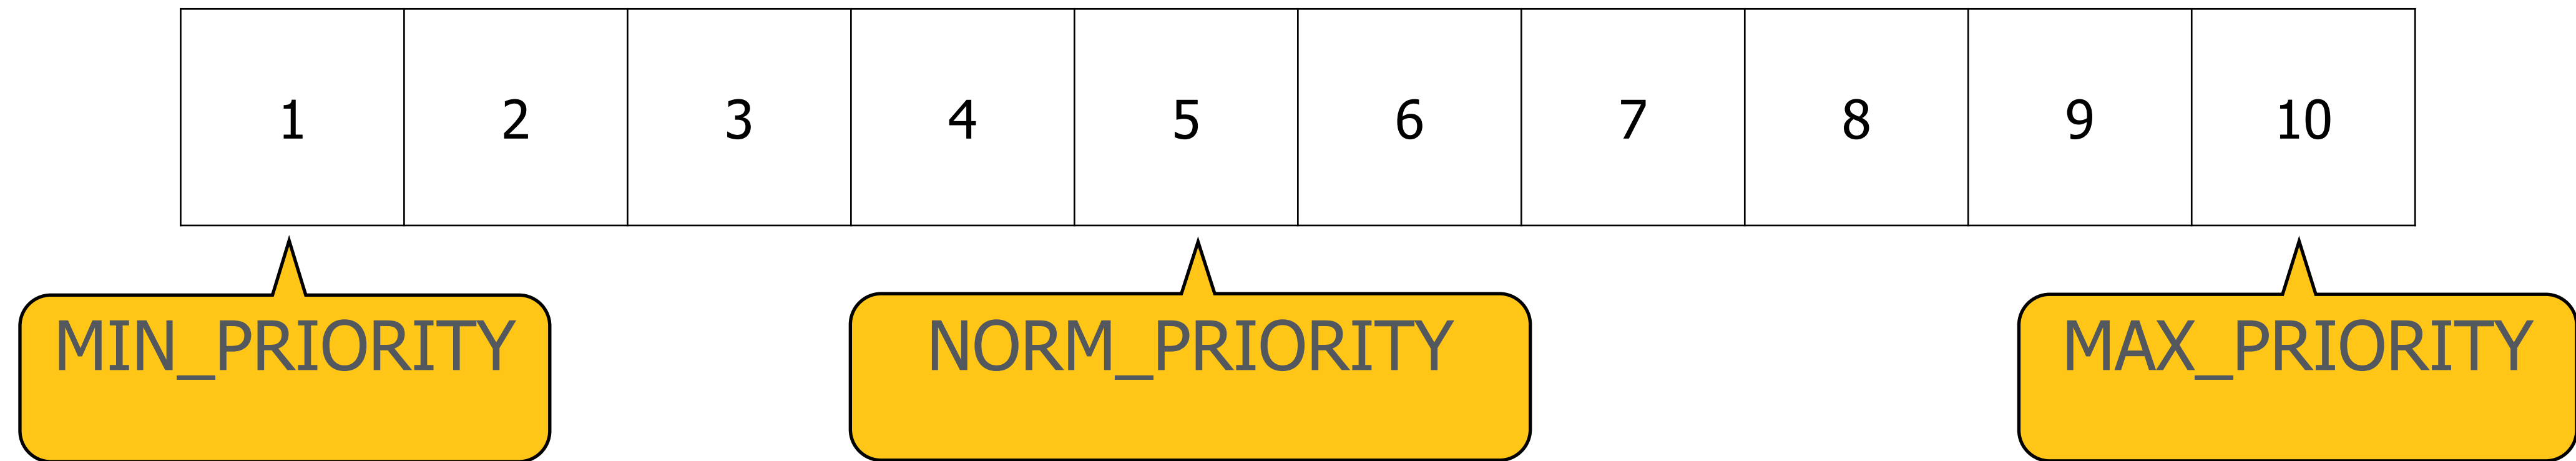 1 2 3 4 5 6 7 8 9 10
MIN_PRIORITY NORM_PRIORITY MAX_PRIORITY